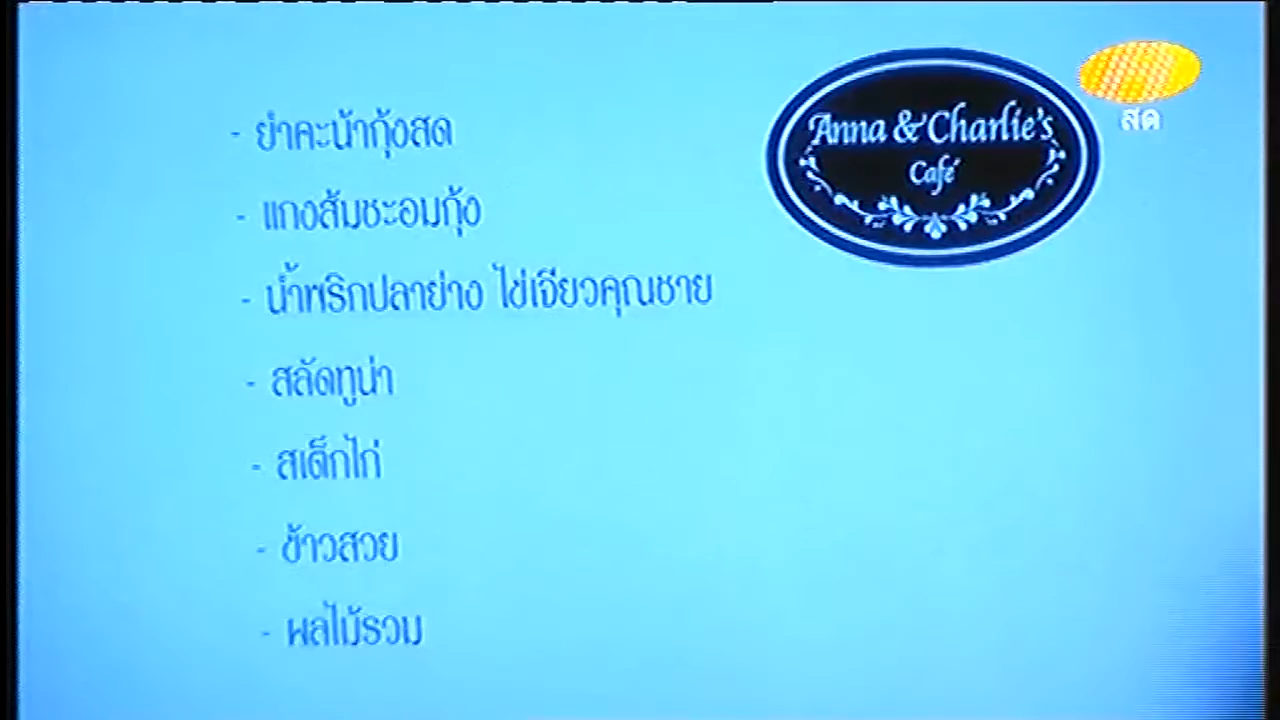 - ยำคะน้ากุ้งสด
- แกงส้มชะอมกุ้ง
- น้ำพริกปลาย่าง ไข่เจียวคุณชาย
- สลัดทูน่า
- สเต็กไก่
- ข้าวสวย
- ผลไม้รวม
Anna & Charlie's
Café
สด